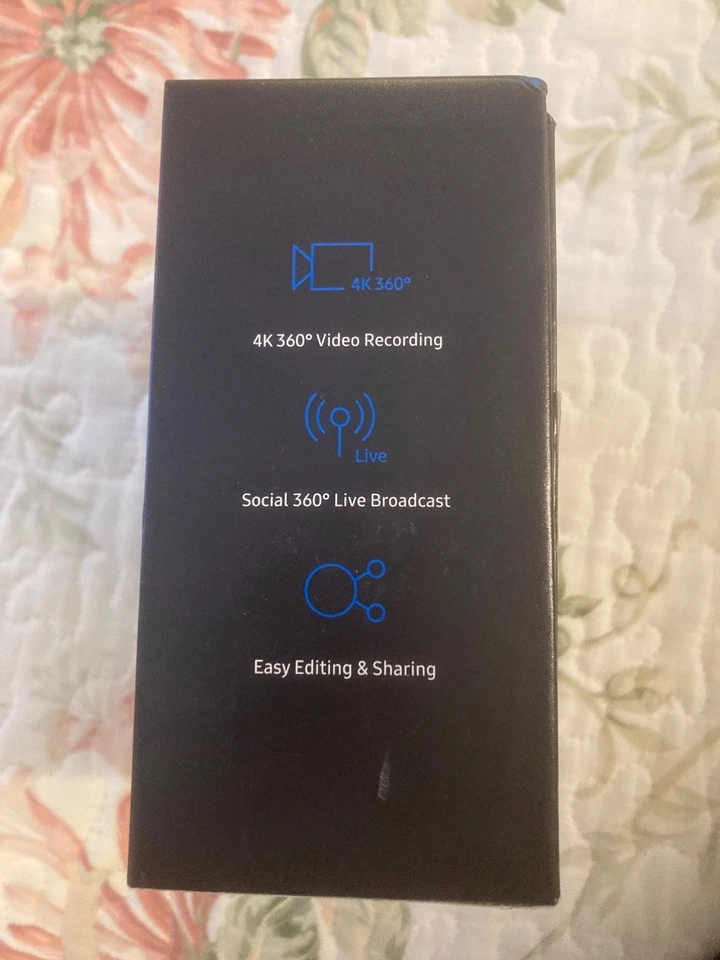 4K 360°
4K 360° Video Recording
Live
Social 360° Live Broadcast
Easy Editing & Sharing